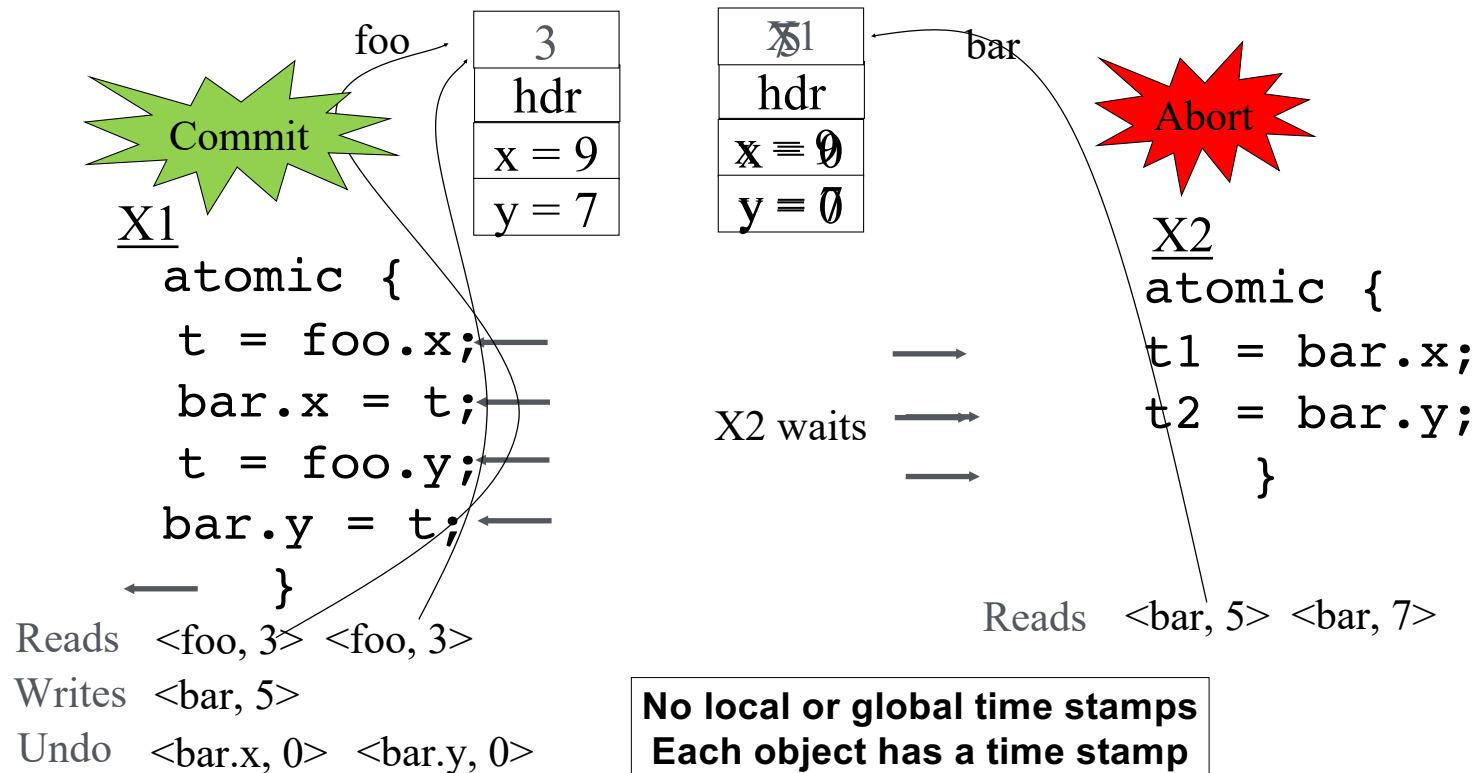 foo
3
hdr
x = 9
y = 7
bar
hdr
Commit
Abort
X1
atomic {
t = foo.x;
bar.x = t;
t = foo.y;
bar.y = t;
}
X2 waits
X2
atomic {
t1 = bar.x;
t2 = bar.y;
}
Reads <foo, 3> <foo, 3>
Writes <bar, 5>
Undo <bar.x, 0> <bar.y, 0>
Reads <bar, 5> <bar, 7>
No local or global time stamps
Each object has a time stamp